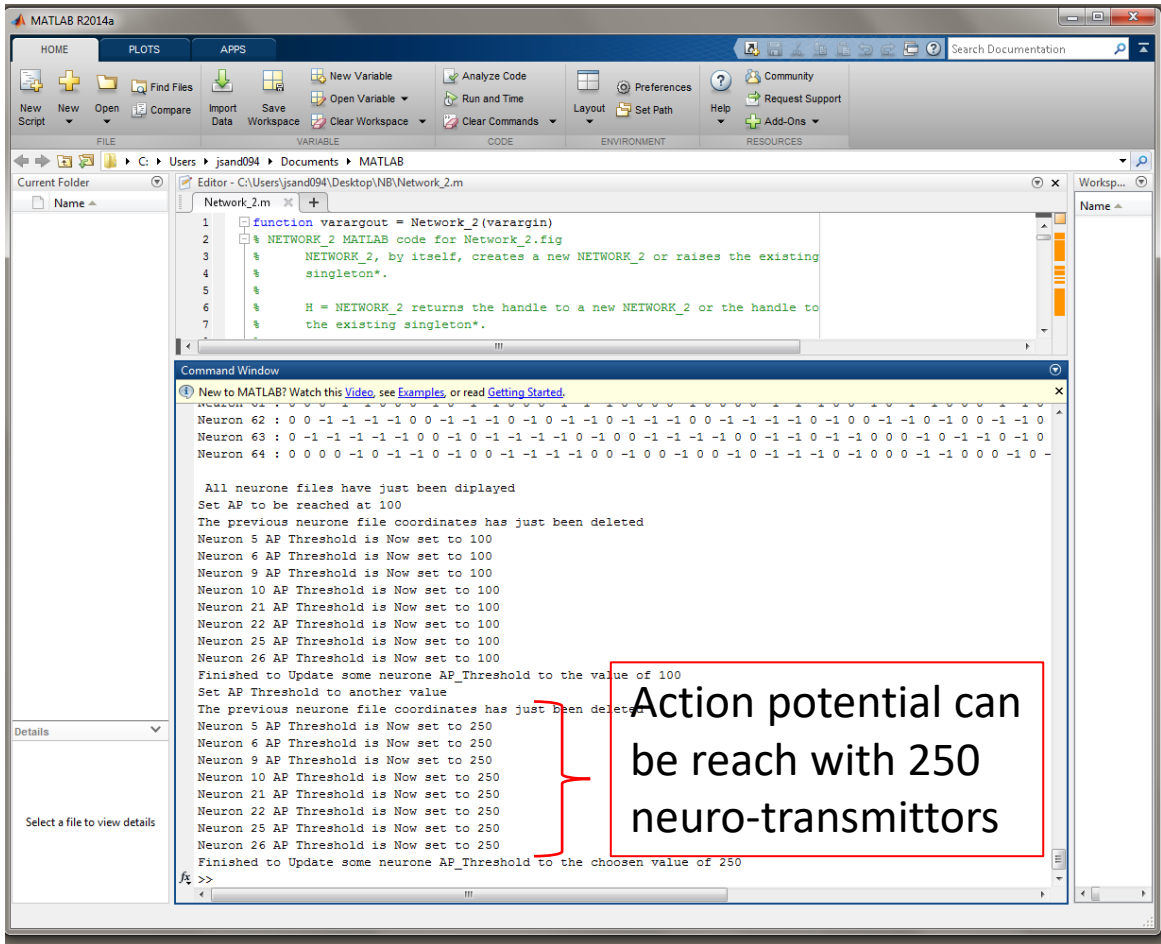 MATLAB R2014a
HOME PLOTS APPS
Search Documentation
New Script
New
Open
Find Files
Compare
Import Data
Save Workspace
New Variable
Open Variable
Clear Workspace
Analyze Code
Run and Time
Clear Commands
Layout
Preferences
Set Path
Help
Community
Request Support
Add-Ons
FILE VARIABLE CODE ENVIRONMENT RESOURCES
C: Users jsand094 Documents MATLAB
Current Folder
Name
Editor - C:\Users\jsand094\Desktop\NB\Network_2.m
Network_2.m
Worksp...
Name
1 function varargout = Network_2(varargin)
2 % NETWORK_2 MATLAB code for Network_2.fig
3 % NETWORK_2, by itself, creates a new NETWORK_2 or raises the existing
4 % singleton*.
5 %
6 % H = NETWORK_2 returns the handle to a new NETWORK_2 or the handle to
7 % the existing singleton*.
Command Window
New to MATLAB? Watch this Video, see Examples, or read Getting Started.
Neuron 62 : 0 0 -1 -1 -1 -1 0 0 -1 -1 -1 0 -1 0 -1 -1 0 -1 -1 -1 0 0 -1 -1 0 -1 -1 0 -1 0 0 -1 -1 0 -1 0 0 -1 -1 0
Neuron 63 : 0 -1 -1 -1 -1 -1 0 0 -1 0 -1 -1 -1 -1 0 -1 0 0 -1 -1 -1 -1 0 0 -1 -1 0 -1 0 -1 0 0 0 -1 0 -1 -1 0
Neuron 64 : 0 0 0 0 -1 0 -1 -1 0 -1 0 0 -1 -1 -1 -1 0 0 -1 0 0 -1 0 -1 0 -1 -1 -1 0 -1 0 0 0 -1 -1 0 0 0 -1 0 -
All neurone files have just been diplayed
Set AP to be reached at 100
The previous neurone file coordinates has just been deleted
Neuron 5 AP Threshold is Now set to 100
Neuron 6 AP Threshold is Now set to 100
Neuron 9 AP Threshold is Now set to 100
Neuron 10 AP Threshold is Now set to 100
Neuron 21 AP Threshold is Now set to 100
Neuron 22 AP Threshold is Now set to 100
Neuron 25 AP Threshold is Now set to 100
Neuron 26 AP Threshold is Now set to 100
Finished to Update some neurone AP_Threshold to the value of 100
Set AP Threshold to another value
The previous neurone file coordinates has just been deleted
Neuron 5 AP Threshold is Now set to 250
Neuron 6 AP Threshold is Now set to 250
Neuron 9 AP Threshold is Now set to 250
Neuron 10 AP Threshold is Now set to 250
Neuron 21 AP Threshold is Now set to 250
Neuron 22 AP Threshold is Now set to 250
Neuron 25 AP Threshold is Now set to 250
Neuron 26 AP Threshold is Now set to 250
Finished to Update some neurone AP_Threshold to the choosen value of 250
fx >>
Action potential can
be reach with 250
neuro-transmittors
Details
Select a file to view details